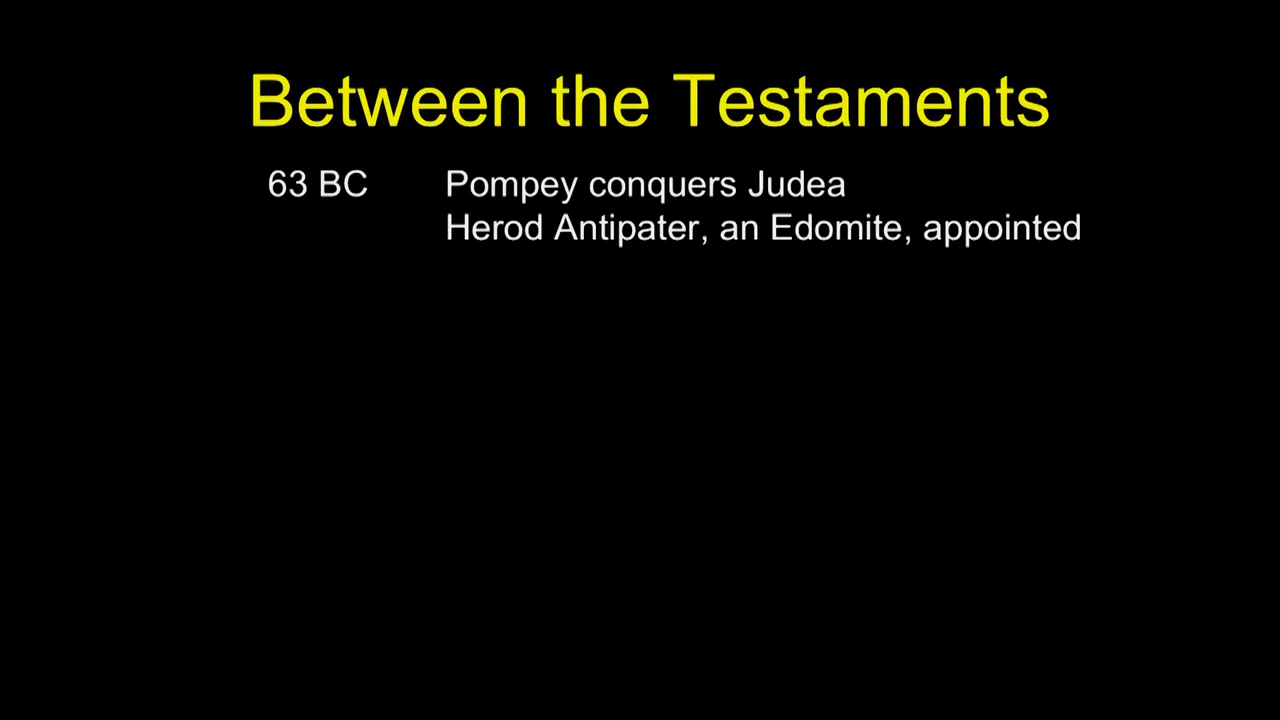 Between the Testaments
63 BC Pompey conquers Judea
Herod Antipater, an Edomite, appointed